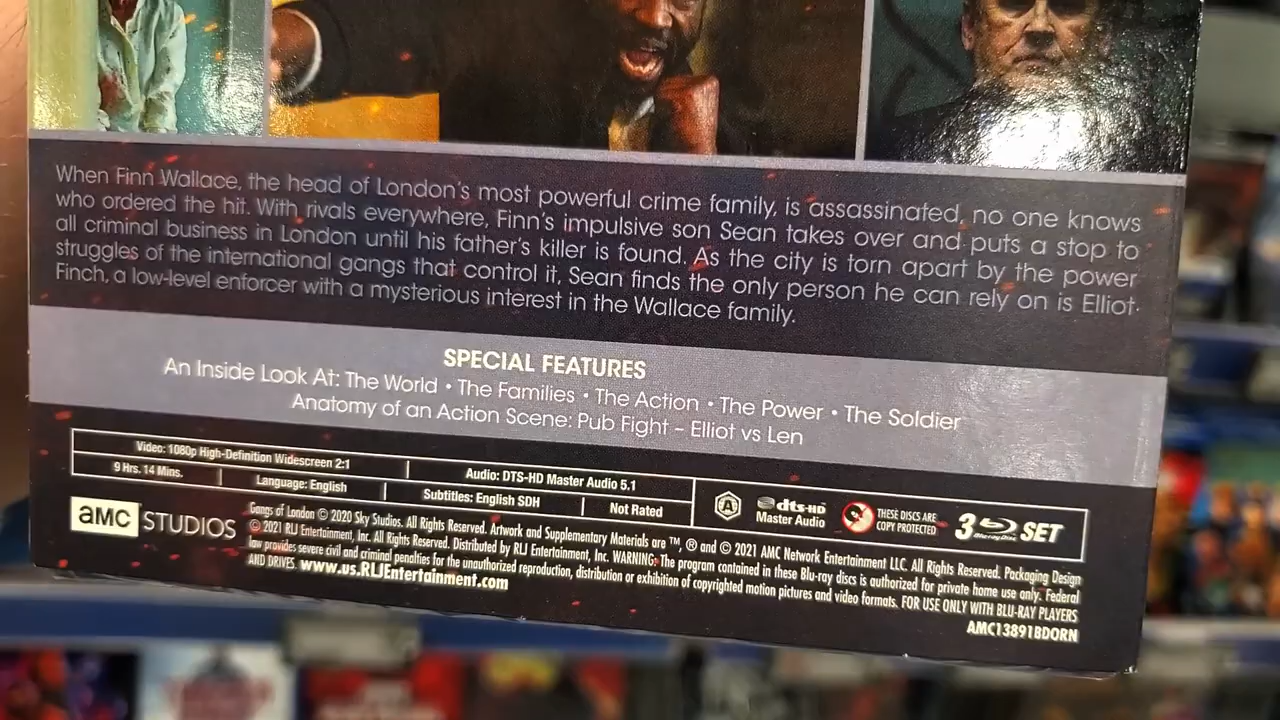 When Finn Wallace, the head of London's most powerful crime family, is assassinated, no one knows
who ordered the hit. With rivals everywhere, Finn's impulsive son Sean takes over and puts a stop to
all criminal business in London until his father's killer is found. As the city is torn apart by the power
struggles of the international gangs that control it, Sean finds the only person he can rely on is Elliot
Finch, a low-level enforcer with a mysterious interest in the Wallace family.
SPECIAL FEATURES
An Inside Look At: The World • The Families • The Action • The Power • The Soldier
Anatomy of an Action Scene: Pub Fight – Elliot vs Len
Video: 1080p High-Definition Widescreen 2:1
Audio: DTS-HD Master Audio 5.1
9 Hrs. 14 Mins.
Language: English
Subtitles: English SDH
Not Rated
A
dts-HD
Master Audio
THESE DISCS ARE
COPY PROTECTED
3 Blu-ray Disc SET
amc STUDIOS
Gangs of London © 2020 Sky Studios. All Rights Reserved. Artwork and Supplementary Materials are ™, ® and © 2021 AMC Network Entertainment LLC. All Rights Reserved. Packaging Design
© 2021 RLJ Entertainment, Inc. All Rights Reserved. Distributed by RLJ Entertainment, Inc. WARNING: The program contained in these Blu-ray discs is authorized for private home use only. Federal
law provides severe civil and criminal penalties for the unauthorized reproduction, distribution or exhibition of copyrighted motion pictures and video formats. FOR USE ONLY WITH BLU-RAY PLAYERS
AND DRIVES. www.us.RLJEntertainment.com
AMC13891BDORN